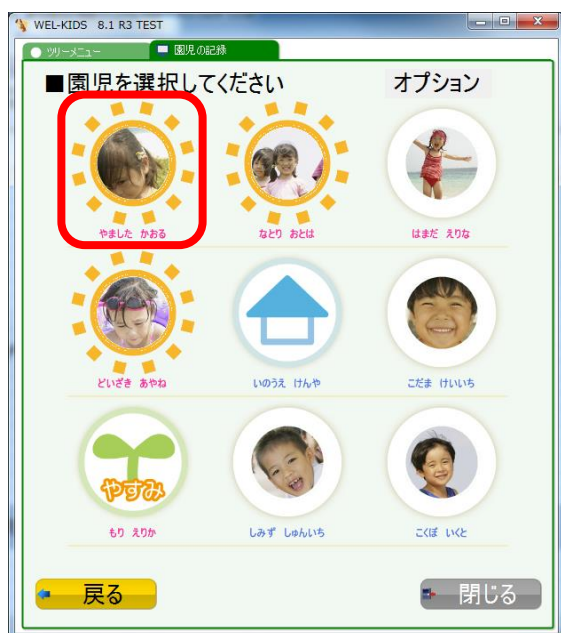 WEL-KIDS 8.1 R3 TEST
ツリーメニュー 園児の記録
■園児を選択してください オプション
やました かおる なとり おとは はまだ えりな
どいざき あやね いのうえ けんや こだま けいいち
やすみ
もり えりか しみず しゅんいち こくぼ いくと
戻る 閉じる